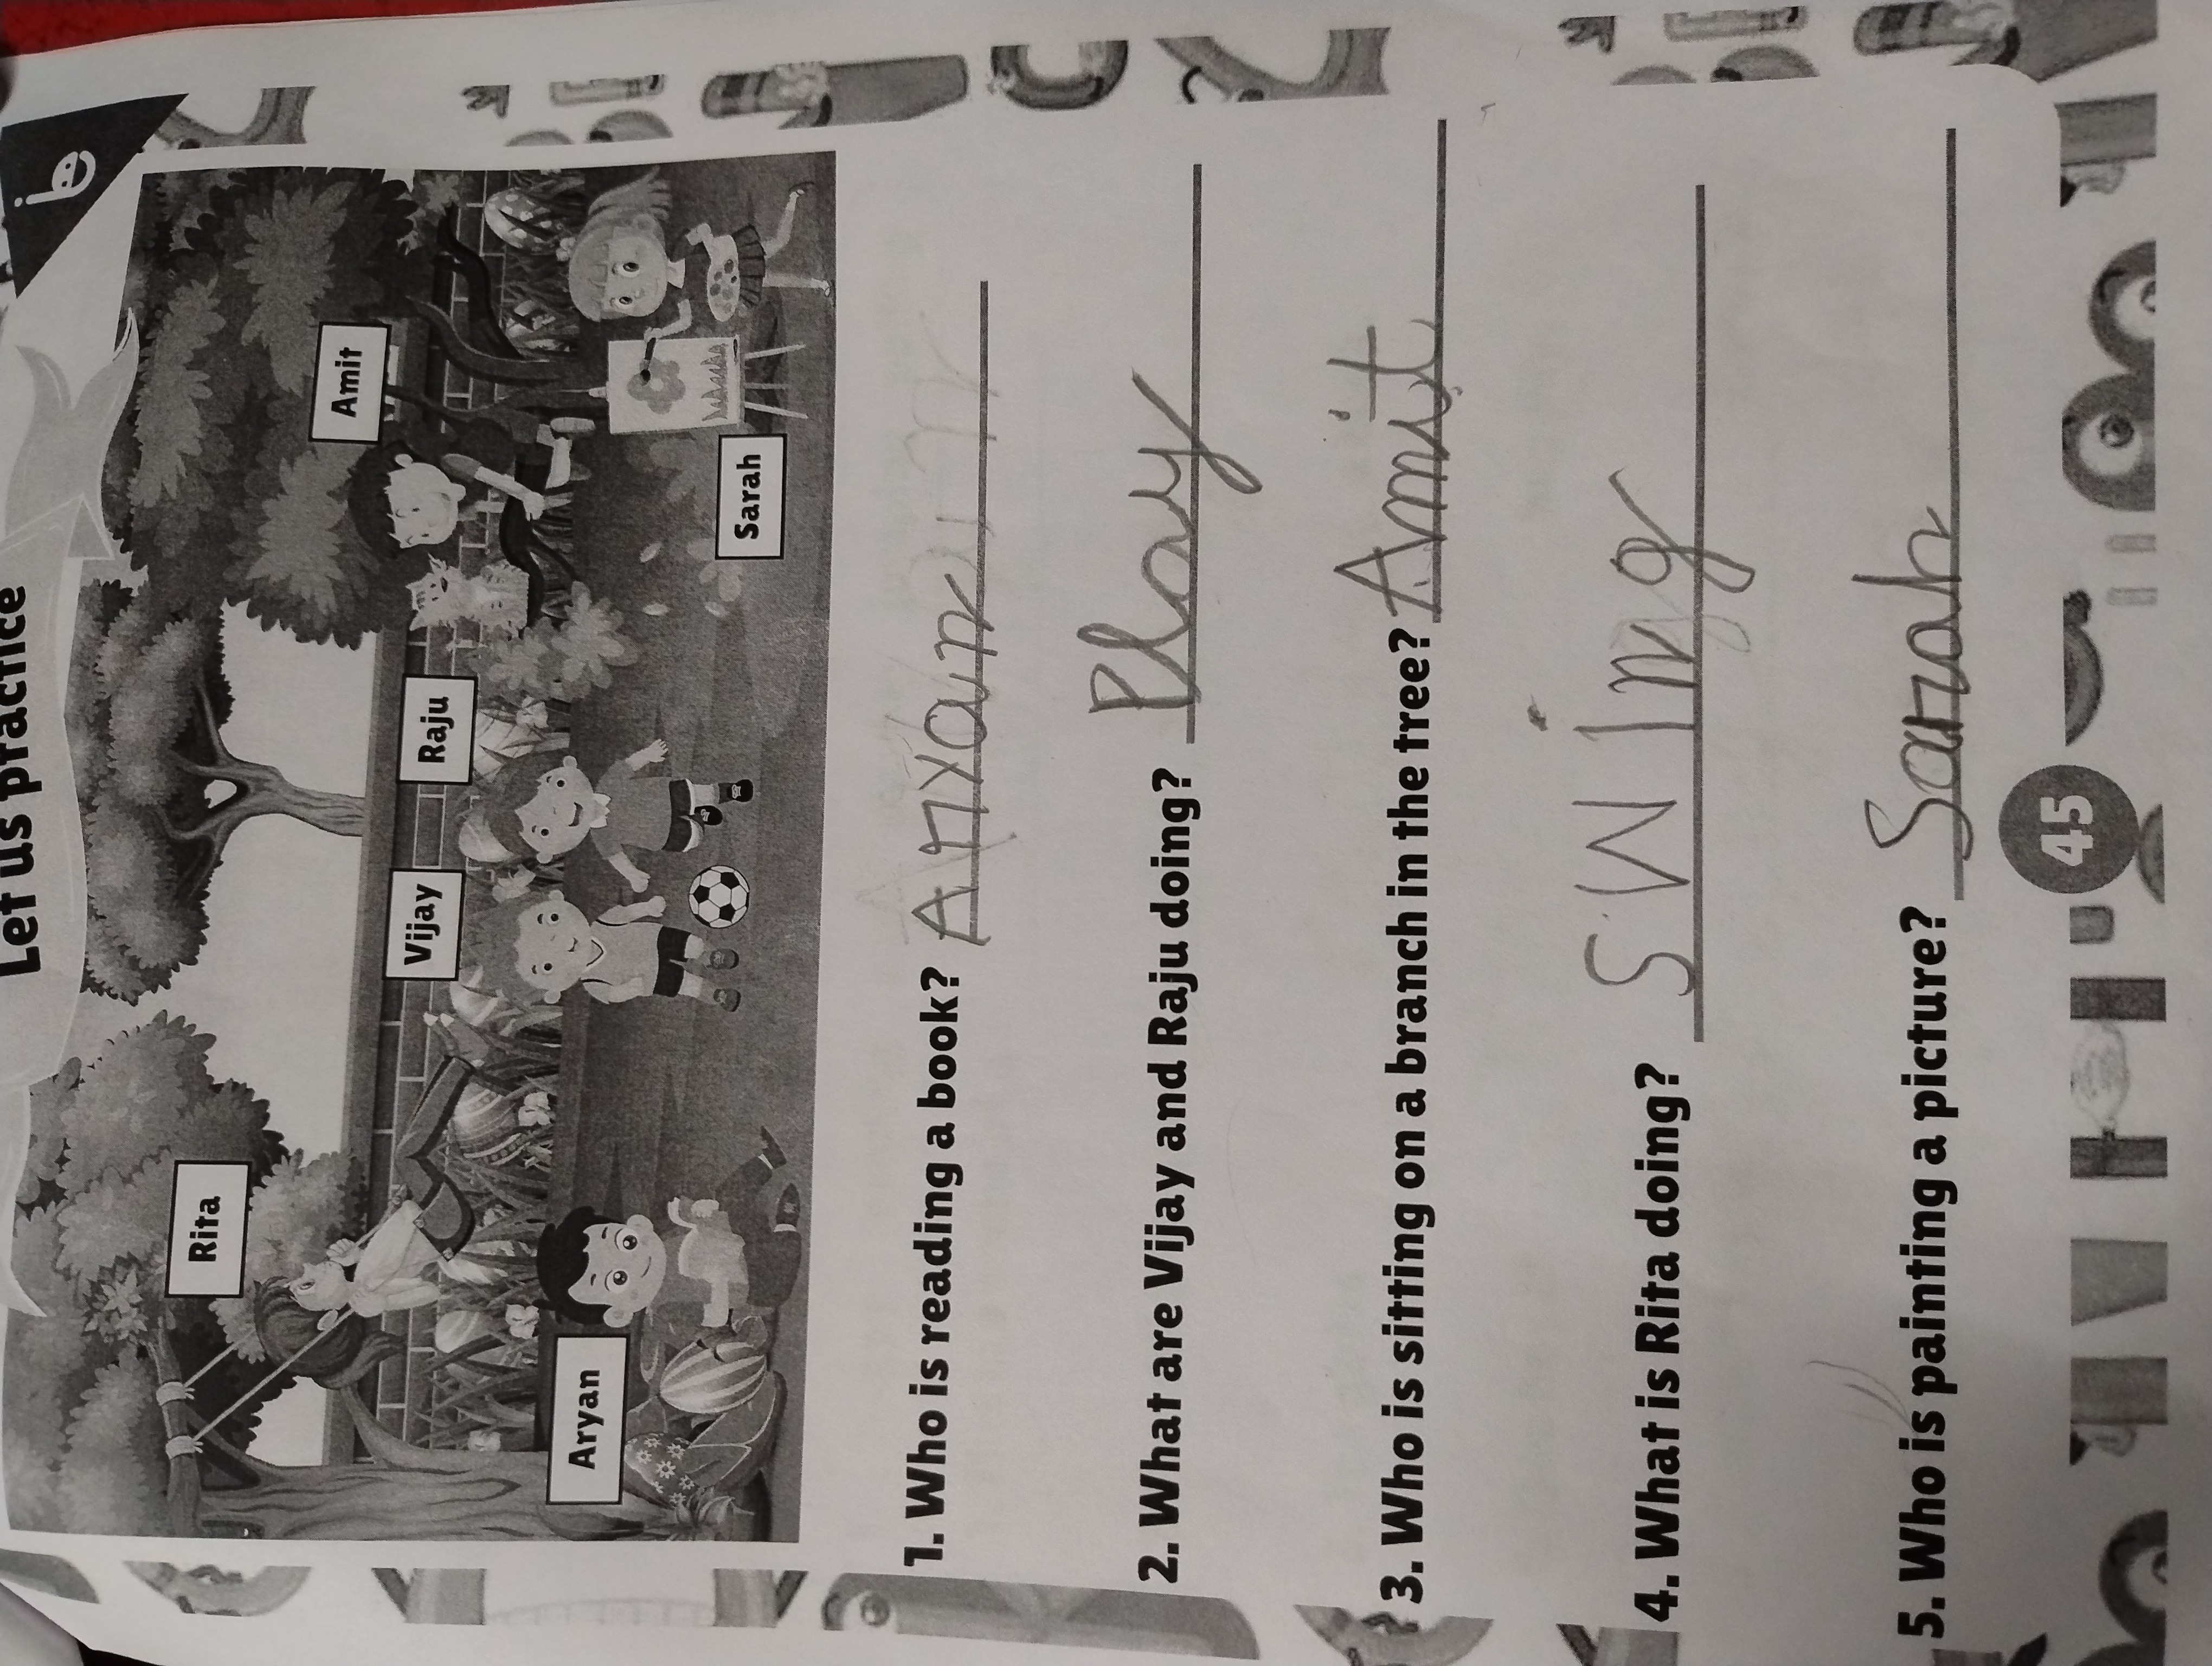 Let us practice
Rita
Vijay
Raju
Amit
Aryan
Sarah
1. Who is reading a book? Arxan
2. What are Vijay and Raju doing? Play
3. Who is sitting on a branch in the tree? Amit
4. What is Rita doing? SWIng
5. Who is painting a picture? Sarah
45